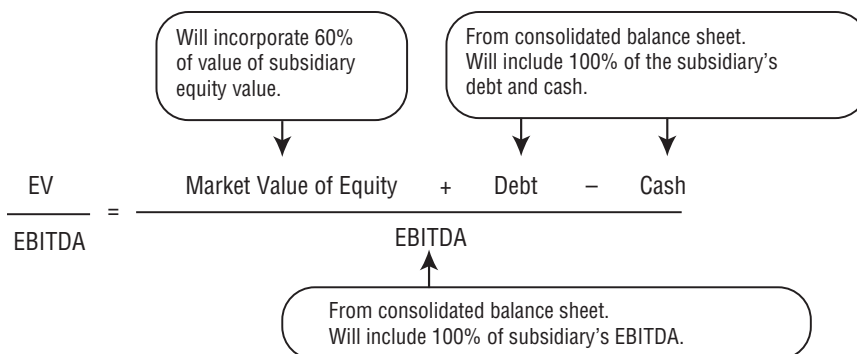 Will incorporate 60%
of value of subsidiary
equity value.
From consolidated balance sheet.
Will include 100% of the subsidiary's
debt and cash.
EV
EBITDA
=
Market Value of Equity + Debt – Cash
EBITDA
From consolidated balance sheet.
Will include 100% of subsidiary's EBITDA.